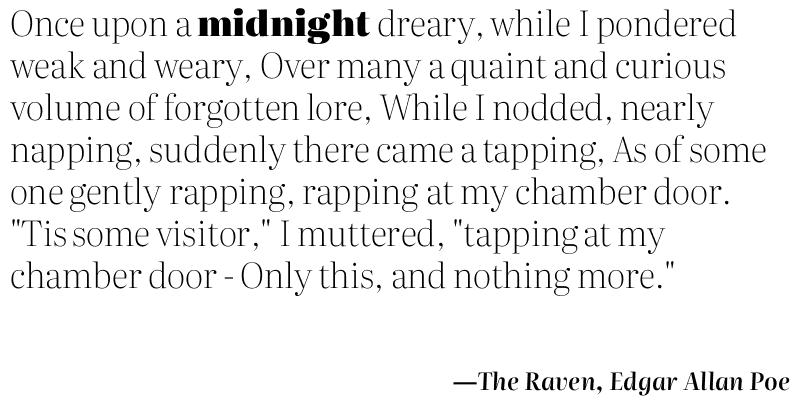 Once upon a midnight dreary, while I pondered
weak and weary, Over many a quaint and curious
volume of forgotten lore, While I nodded, nearly
napping, suddenly there came a tapping, As of some
one gently rapping, rapping at my chamber door.
"Tis some visitor," I muttered, "tapping at my
chamber door - Only this, and nothing more."
—The Raven, Edgar Allan Poe